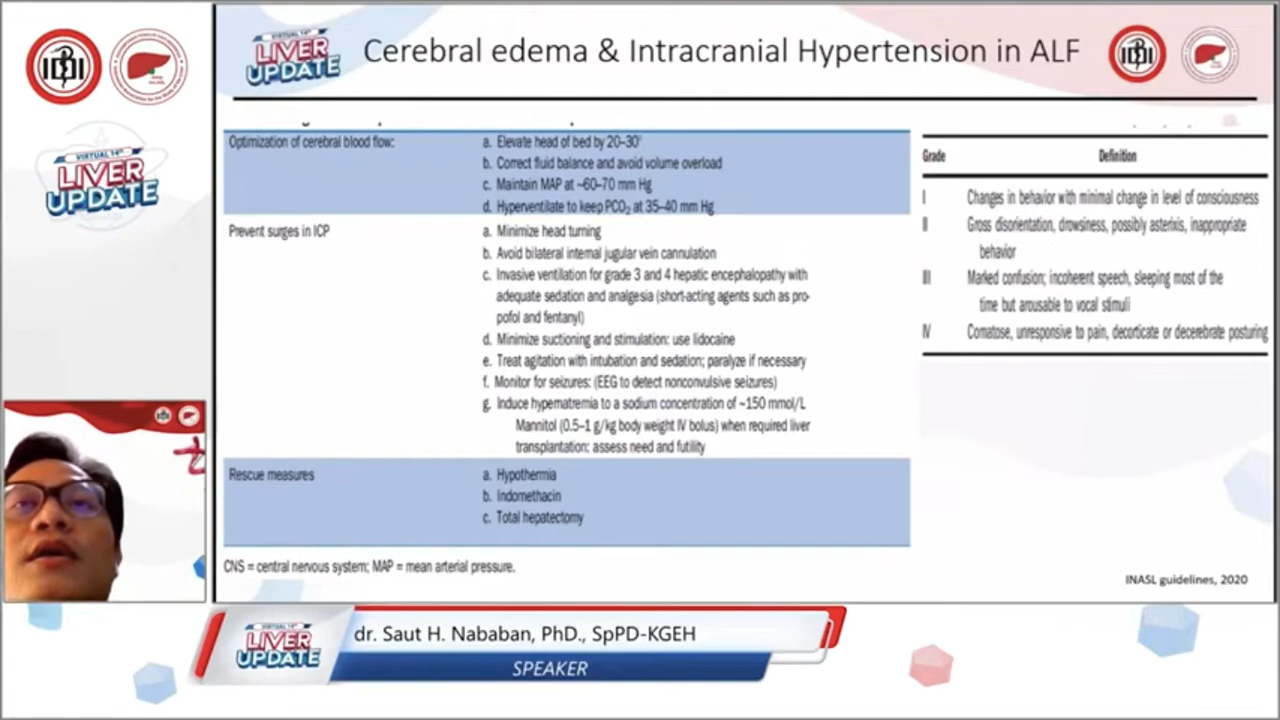 VIRTUAL 14th
LIVER
UPDATE
Cerebral edema & Intracranial Hypertension in ALF
IDI
VIRTUAL 14th
LIVER
UPDATE
Optimization of cerebral blood flow:
a. Elevate head of bed by 20–30°
b. Correct fluid balance and avoid volume overload
c. Maintain MAP at ~60–70 mm Hg
d. Hyperventilate to keep PCO₂ at 35–40 mm Hg
Prevent surges in ICP
a. Minimize head turning
b. Avoid bilateral internal jugular vein cannulation
c. Invasive ventilation for grade 3 and 4 hepatic encephalopathy with
adequate sedation and analgesia (short-acting agents such as pro-
pofol and fentanyl)
d. Minimize suctioning and stimulation: use lidocaine
e. Treat agitation with intubation and sedation; paralyze if necessary
f. Monitor for seizures: (EEG to detect nonconvulsive seizures)
g. Induce hypernatremia to a sodium concentration of ~150 mmol/L
Mannitol (0.5–1 g/kg body weight IV bolus) when required liver
transplantation: assess need and futility
Rescue measures
a. Hypothermia
b. Indomethacin
c. Total hepatectomy
CNS = central nervous system; MAP = mean arterial pressure.
Grade Definition
I Changes in behavior with minimal change in level of consciousness
II Gross disorientation, drowsiness, possibly asterixis, inappropriate
behavior
III Marked confusion; incoherent speech, sleeping most of the
time but arousable to vocal stimuli
IV Comatose, unresponsive to pain, decorticate or decerebrate posturing
INASL guidelines, 2020
VIRTUAL 14th
LIVER
UPDATE
dr. Saut H. Nababan, PhD., SpPD-KGEH
SPEAKER